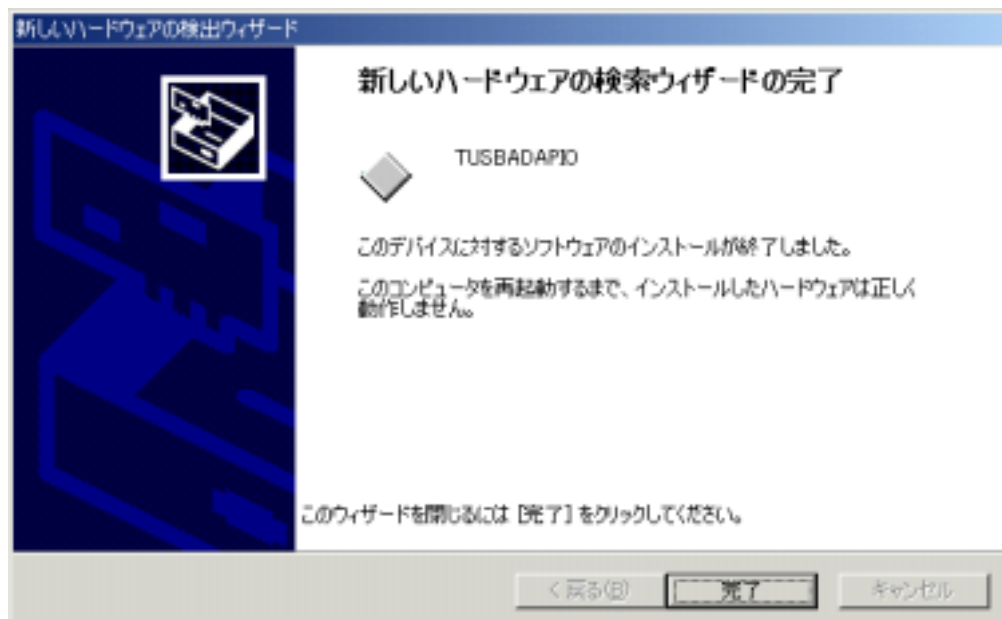 新しいハードウェアの検出ウィザード
新しいハードウェアの検索ウィザードの完了
TUSBADAPIO
このデバイスに対するソフトウェアのインストールが終了しました。
このコンピュータを再起動するまで、インストールしたハードウェアは正しく
動作しません。
このウィザードを閉じるには [完了] をクリックしてください。
< 戻る(B)
完了
キャンセル